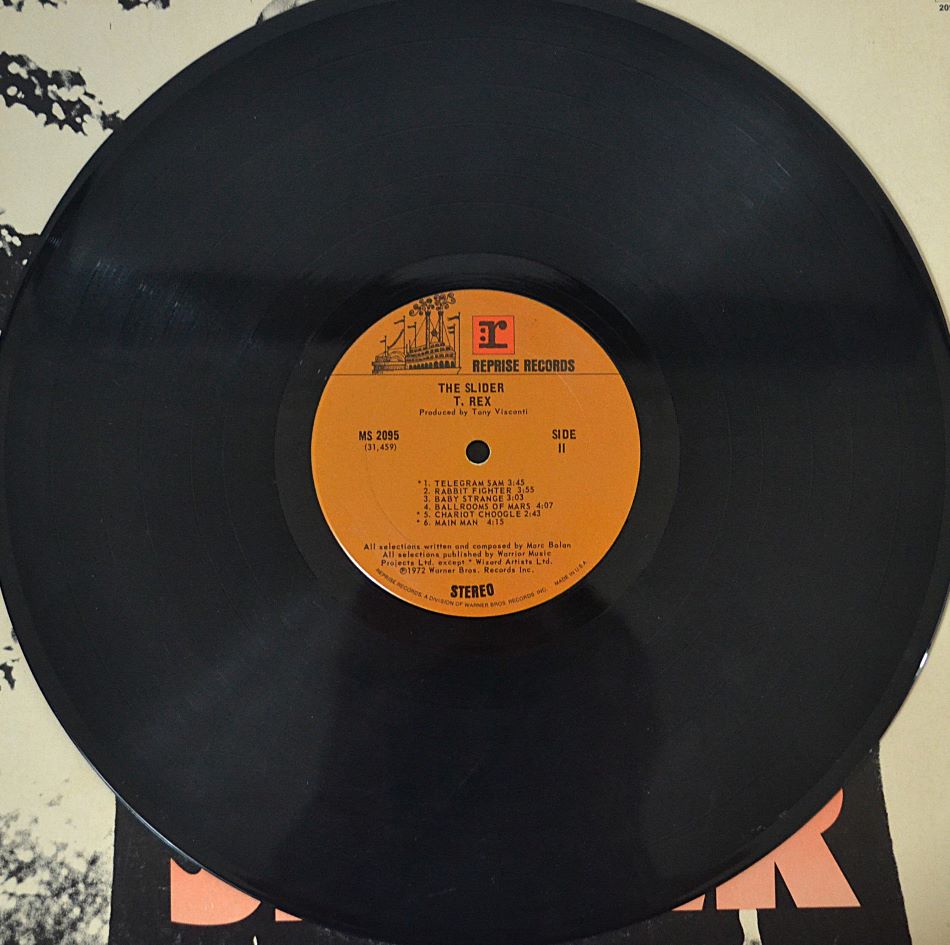 r
REPRISE RECORDS
THE SLIDER
T. REX
Produced by Tony Visconti
MS 2095
(31,459)
SIDE
II
* 1. TELEGRAM SAM 3:45
2. RABBIT FIGHTER 3:55
3. BABY STRANGE 3:03
4. BALLROOMS OF MARS 4:07
* 5. CHARIOT CHOOGLE 2:43
* 6. MAIN MAN 4:15
All selections written and composed by Marc Bolan
All selections published by Warrior Music
Projects Ltd. except * Wizard Artists Ltd.
℗1972 Warner Bros. Records Inc.
STEREO
REPRISE RECORDS, A DIVISION OF WARNER BROS. RECORDS, INC. MADE IN U.S.A.